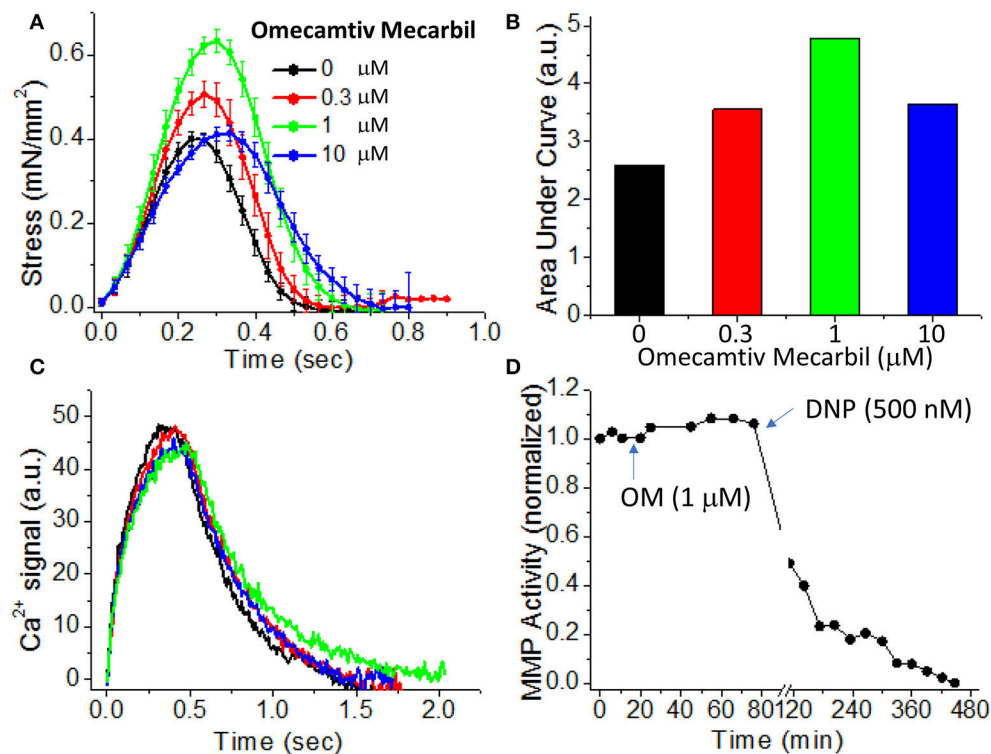 A
Omecamtiv Mecarbil
0 μM
0.3 μM
1 μM
10 μM
Stress (mN/mm²)
0.6
0.4
0.2
0.0
0.0 0.2 0.4 0.6 0.8 1.0
Time (sec)
B
Area Under Curve (a.u.)
5
4
3
2
1
0
0 0.3 1 10
Omecamtiv Mecarbil (μM)
C
Ca²⁺ signal (a.u.)
50
40
30
20
10
0
0.0 0.5 1.0 1.5 2.0
Time (sec)
D
MMP Activity (normalized)
1.2
1.0
0.8
0.6
0.4
0.2
0.0
DNP (500 nM)
OM (1 μM)
0 20 40 60 80 120 240 360 480
Time (min)